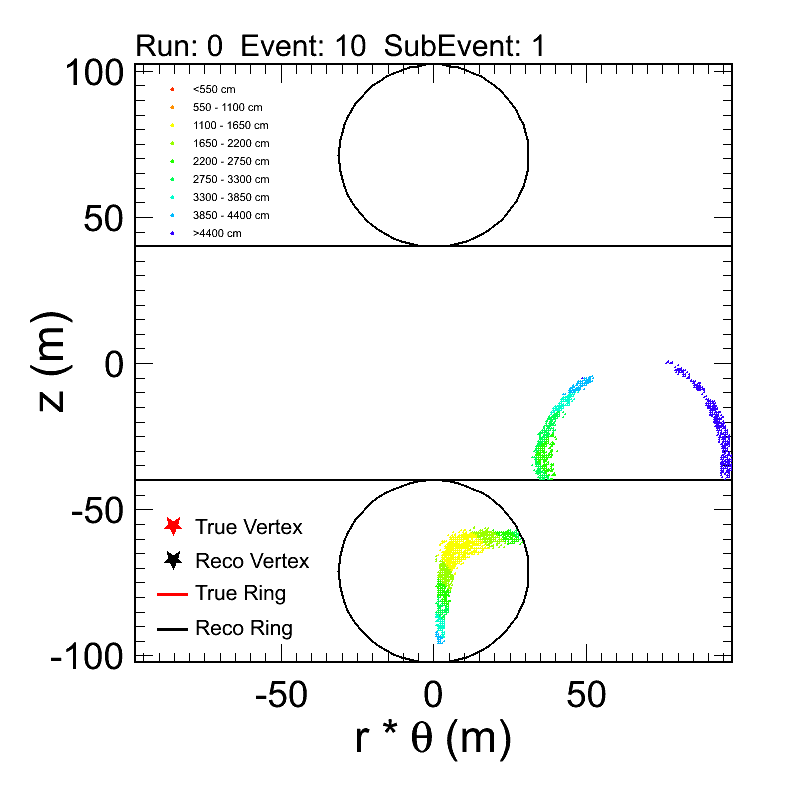 Run: 0 Event: 10 SubEvent: 1
100
<550 cm
550 - 1100 cm
1100 - 1650 cm
1650 - 2200 cm
2200 - 2750 cm
2750 - 3300 cm
3300 - 3850 cm
3850 - 4400 cm
>4400 cm
50
z (m)
0
-50
True Vertex
Reco Vertex
True Ring
Reco Ring
-100
-50
0
50
r * θ (m)